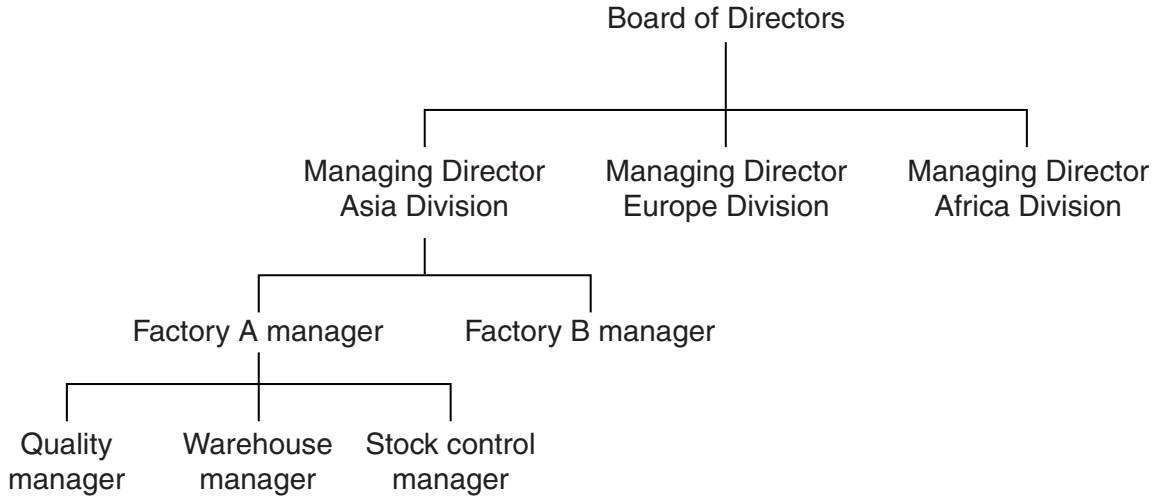 Board of Directors
Managing Director
Asia Division
Managing Director
Europe Division
Managing Director
Africa Division
Factory A manager
Factory B manager
Quality
manager
Warehouse
manager
Stock control
manager